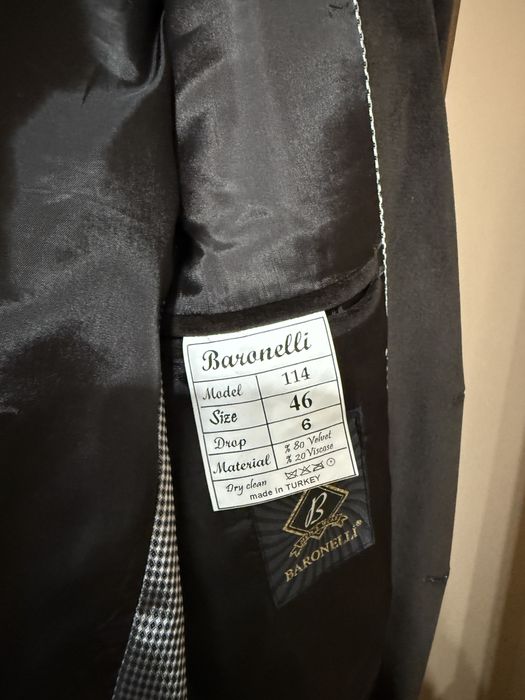 Baronelli
Model 114
Size 46
Drop 6
Material % 80 Velvet
% 20 Viscose
Dry clean
made in TURKEY
B
BARONELLI®